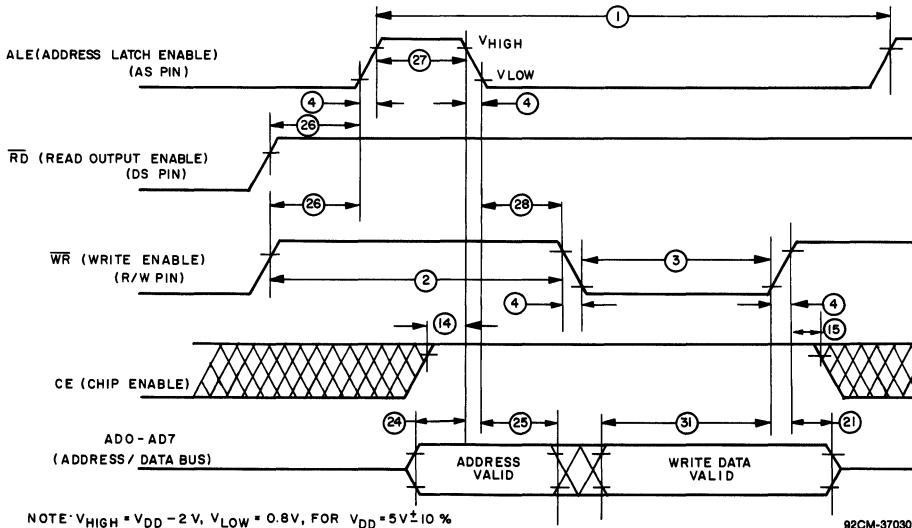 1
ALE(ADDRESS LATCH ENABLE)
(AS PIN)
27
VHIGH
VLOW
4
4
26
RD (READ OUTPUT ENABLE)
(DS PIN)
26
28
WR (WRITE ENABLE)
(R/W PIN)
2
3
4
4
14
15
CE (CHIP ENABLE)
24
25
31
21
AD0-AD7
(ADDRESS/DATA BUS)
ADDRESS
VALID
WRITE DATA
VALID
NOTE: VHIGH = VDD - 2V, VLOW = 0.8V, FOR VDD = 5V ± 10 %
92CM-37030